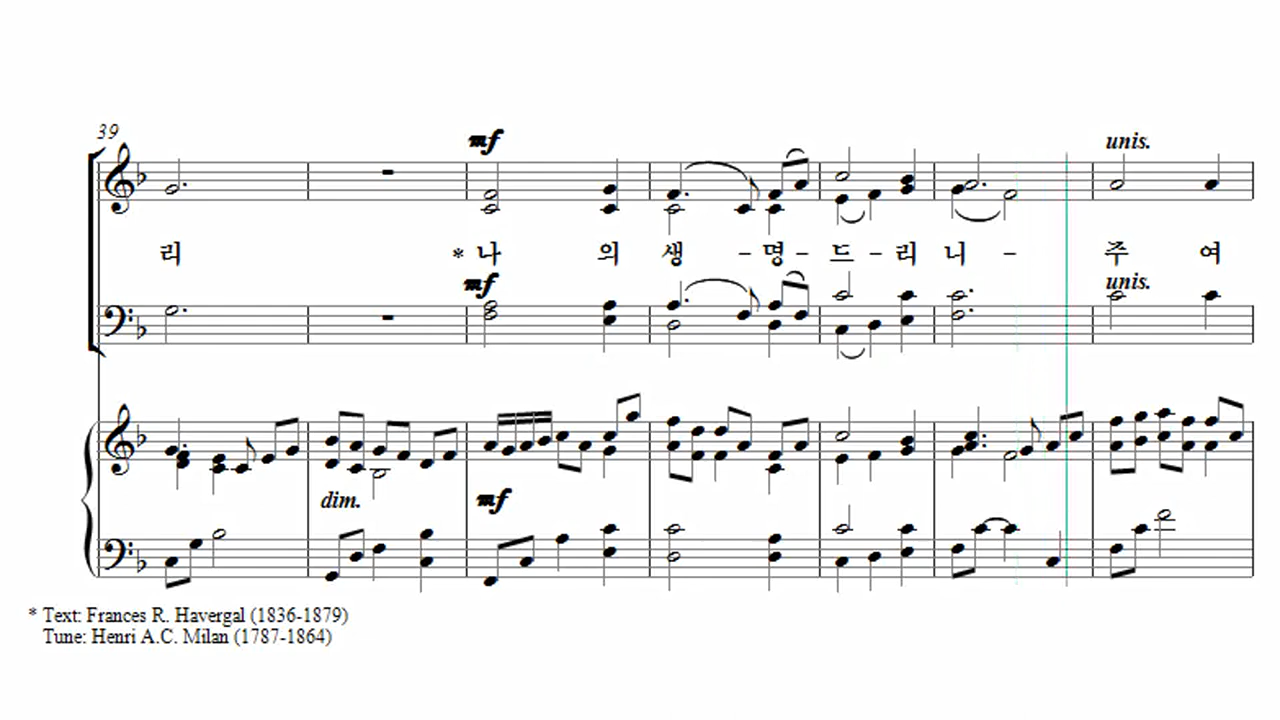 39
mf
unis.
리 * 나 의 생 - 명 - 드 - 리 니 - 주 여
mf
unis.
dim.
mf
* Text: Frances R. Havergal (1836-1879)
Tune: Henri A.C. Milan (1787-1864)